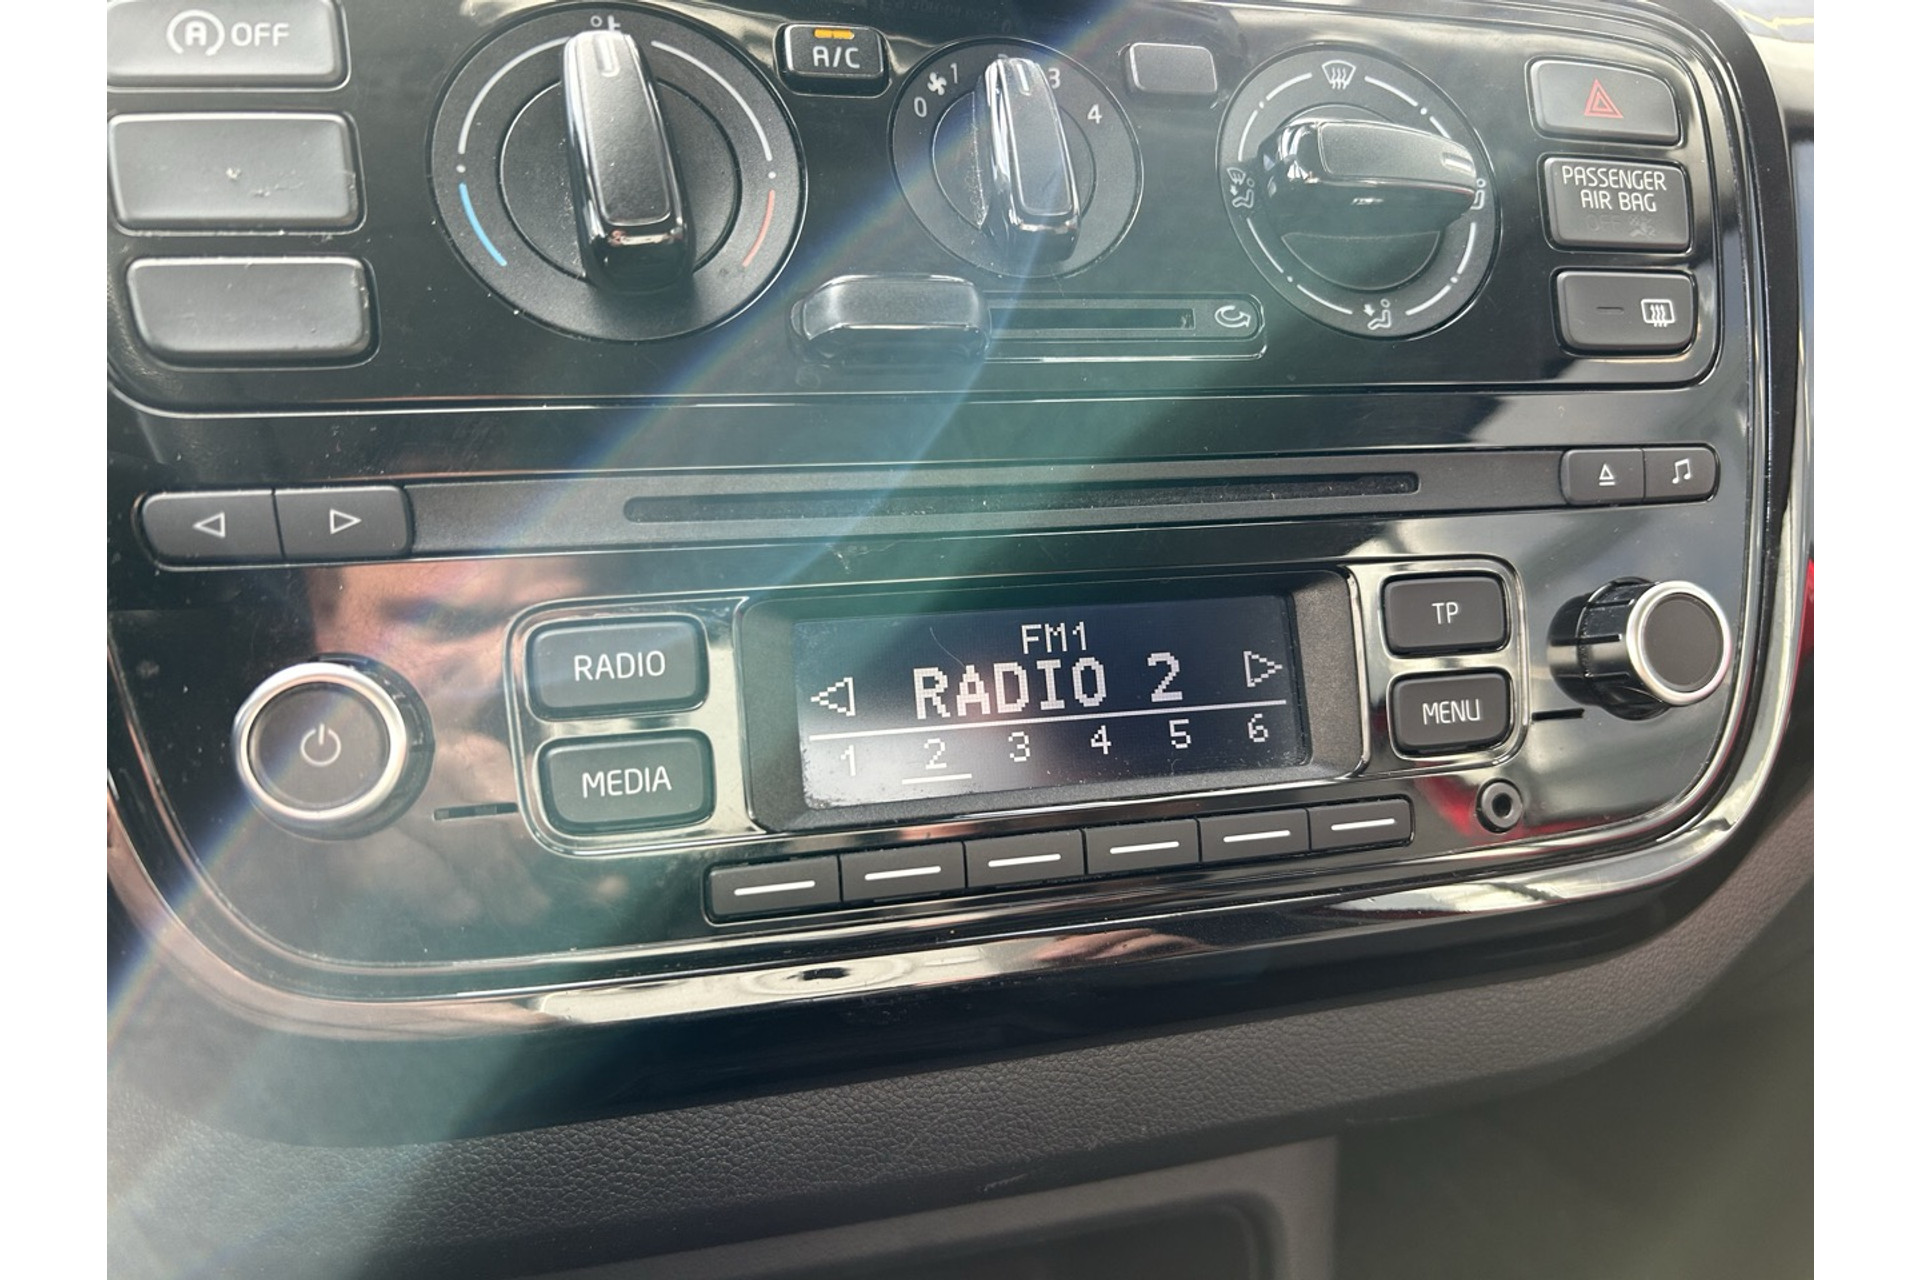 (A) OFF
A/C
0 1 3 4
PASSENGER
AIR BAG
OFF
RADIO
MEDIA
FM1
RADIO 2
1 2 3 4 5 6
TP
MENU